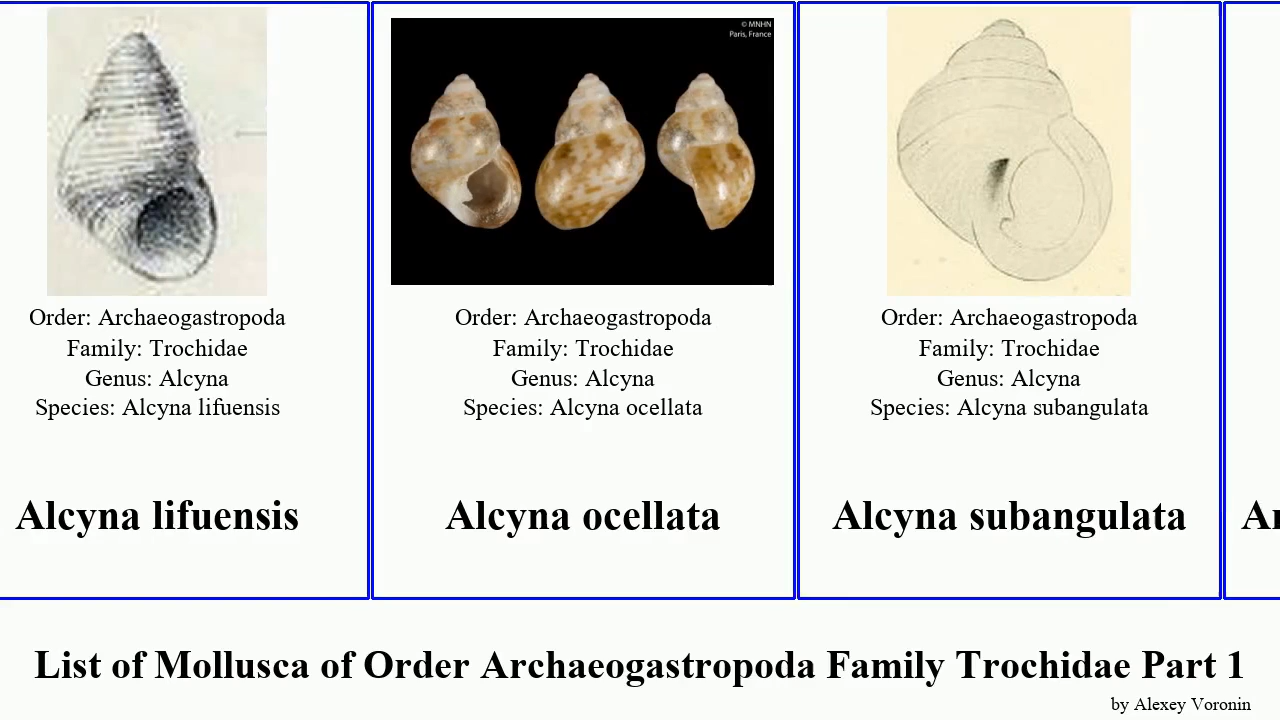 © MNHN
Paris, France
Order: Archaeogastropoda
Family: Trochidae
Genus: Alcyna
Species: Alcyna lifuensis
Alcyna lifuensis
Order: Archaeogastropoda
Family: Trochidae
Genus: Alcyna
Species: Alcyna ocellata
Alcyna ocellata
Order: Archaeogastropoda
Family: Trochidae
Genus: Alcyna
Species: Alcyna subangulata
Alcyna subangulata
List of Mollusca of Order Archaeogastropoda Family Trochidae Part 1
by Alexey Voronin